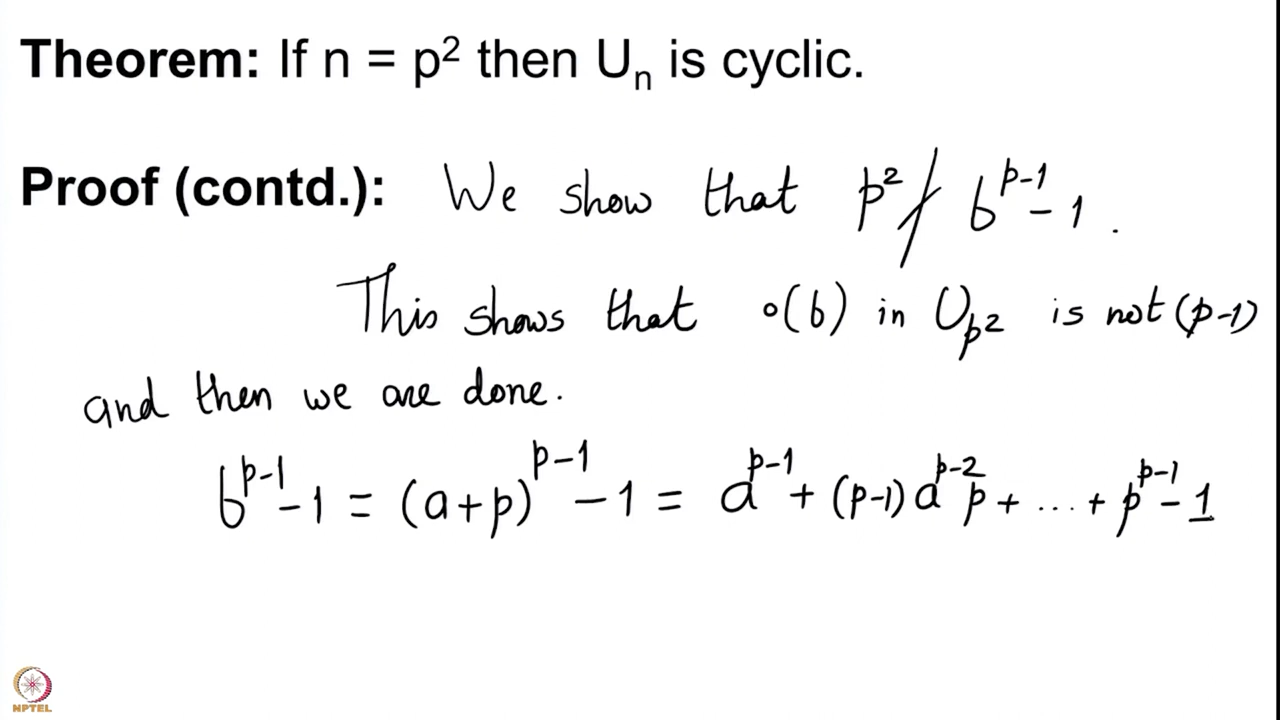 Theorem: If n = p² then Uₙ is cyclic.
Proof (contd.): We show that p² ∤ b^{p-1} - 1 .
This shows that o(b) in U_{p²} is not (p-1)
and then we are done.
b^{p-1} - 1 = (a+p)^{p-1} - 1 = a^{p-1} + (p-1) a^{p-2} p + ... + p^{p-1} - 1
NPTEL